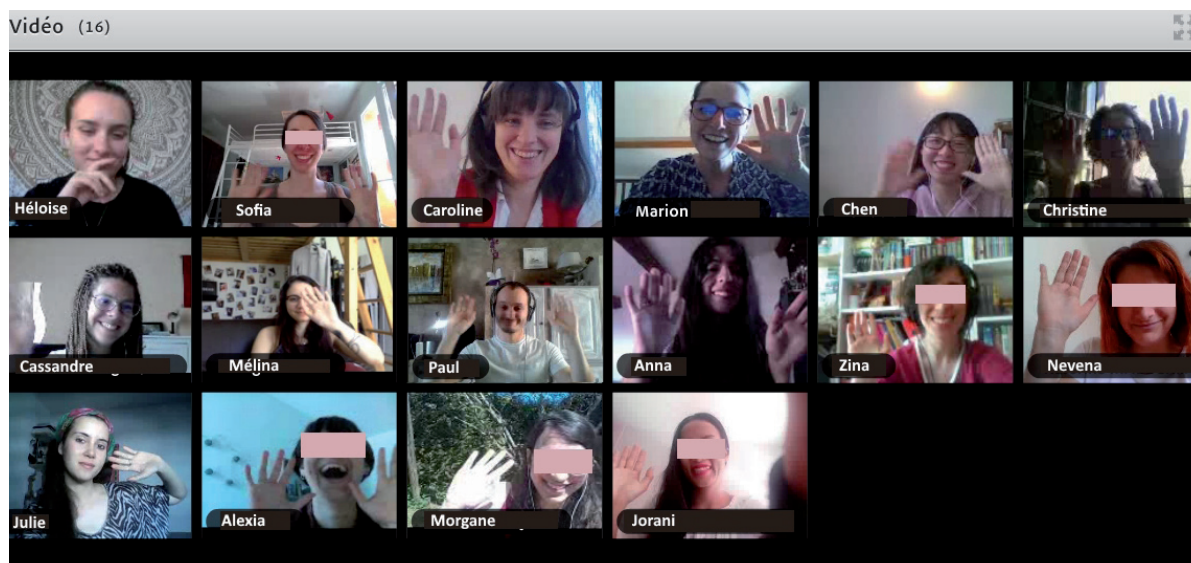 Vidéo (16)
Héloise
Sofia
Caroline
Marion
Chen
Christine
Cassandre
Mélina
Paul
Anna
Zina
Nevena
Julie
Alexia
Morgane
Jorani